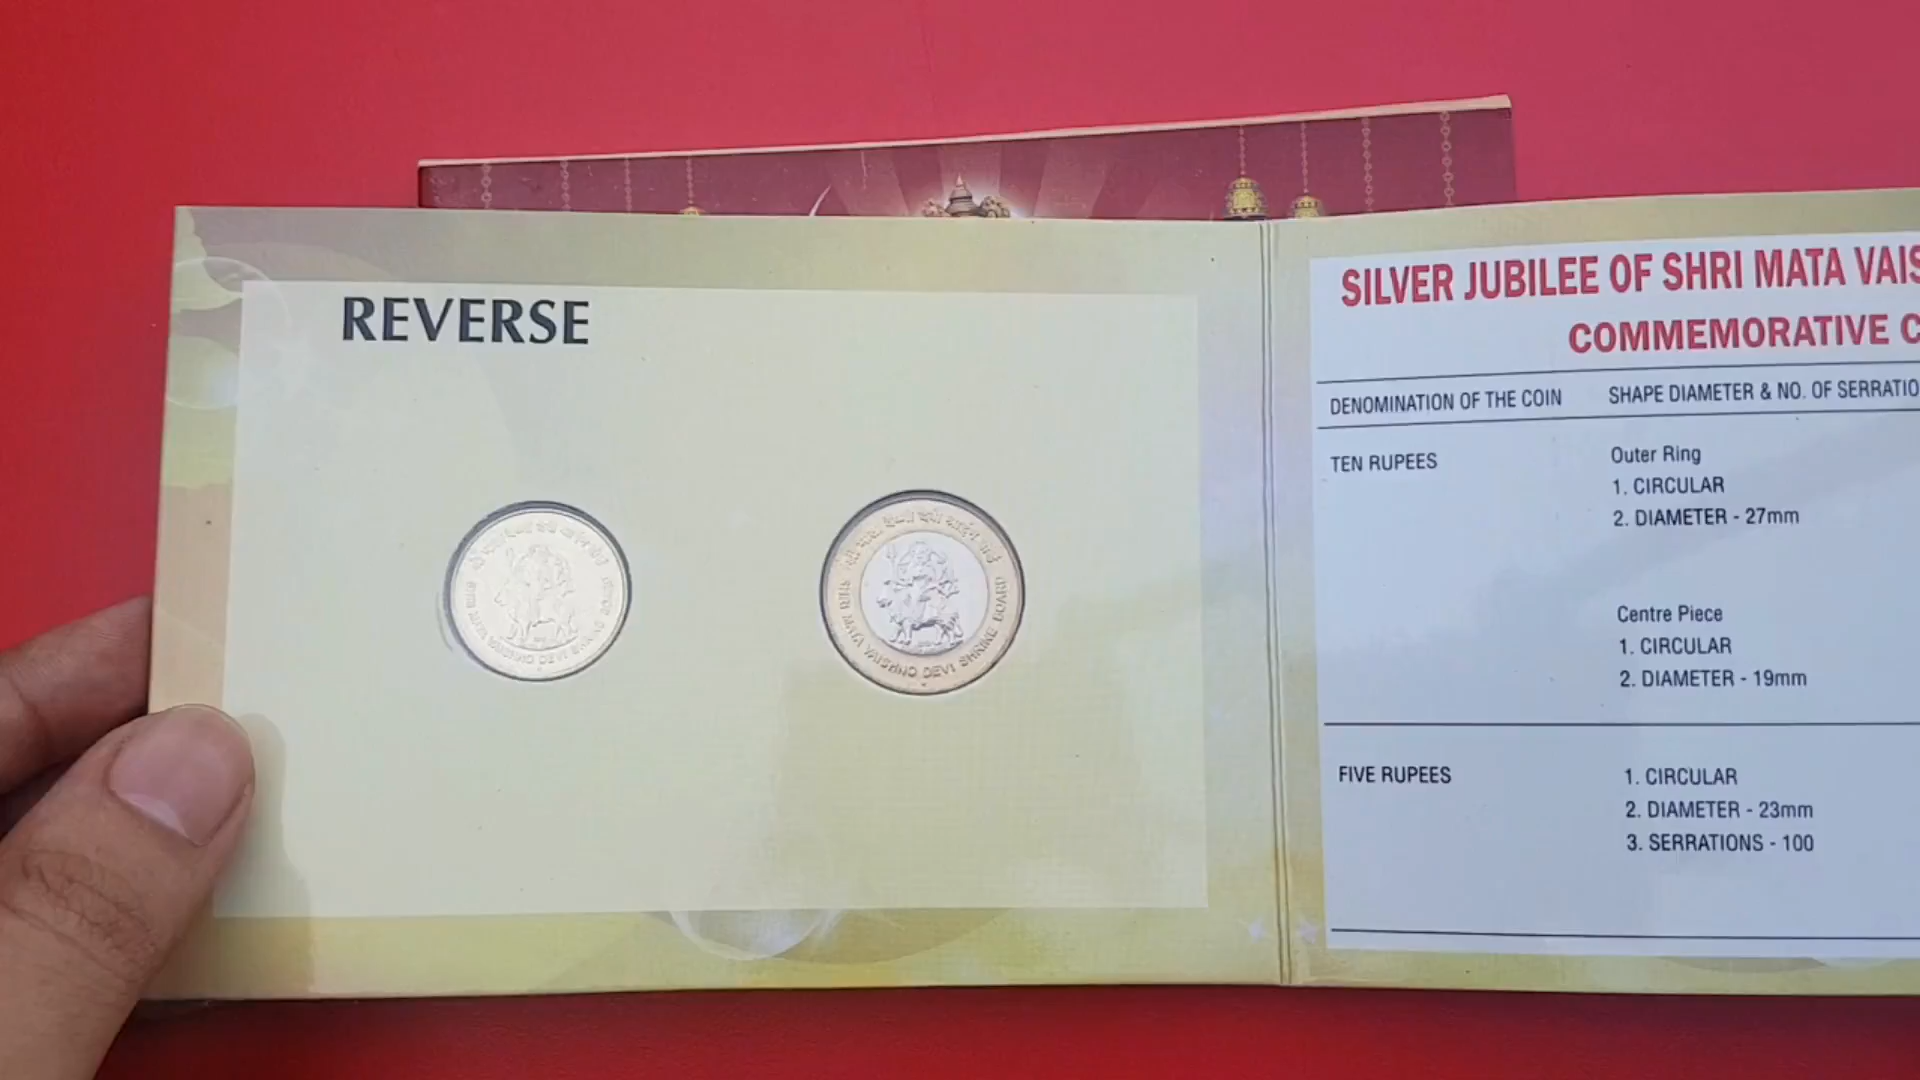 REVERSE
श्री माता वैष्णो देवी श्राईन बोर्ड
SHRI MATA VAISHNO DEVI SHRINE BOARD
SILVER JUBILEE OF SHRI MATA VAIS
COMMEMORATIVE C
DENOMINATION OF THE COIN SHAPE DIAMETER & NO. OF SERRATIO
TEN RUPEES
Outer Ring
1. CIRCULAR
2. DIAMETER - 27mm
Centre Piece
1. CIRCULAR
2. DIAMETER - 19mm
FIVE RUPEES
1. CIRCULAR
2. DIAMETER - 23mm
3. SERRATIONS - 100